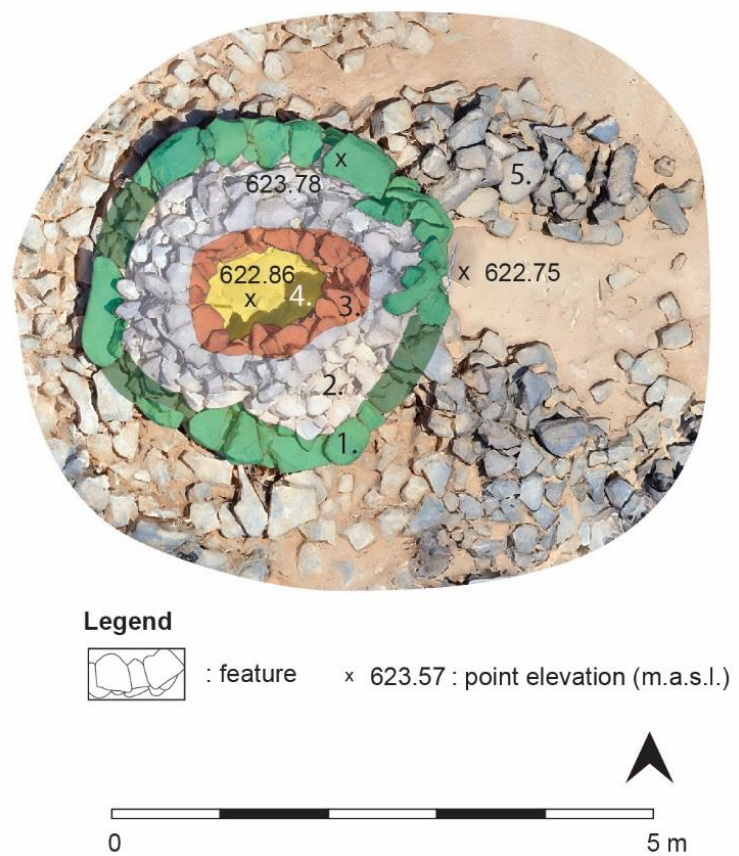 x
623.78
5.
622.86
x
4.
3.
x 622.75
2.
1.
Legend
: feature
x 623.57 : point elevation (m.a.s.l.)
0
5 m